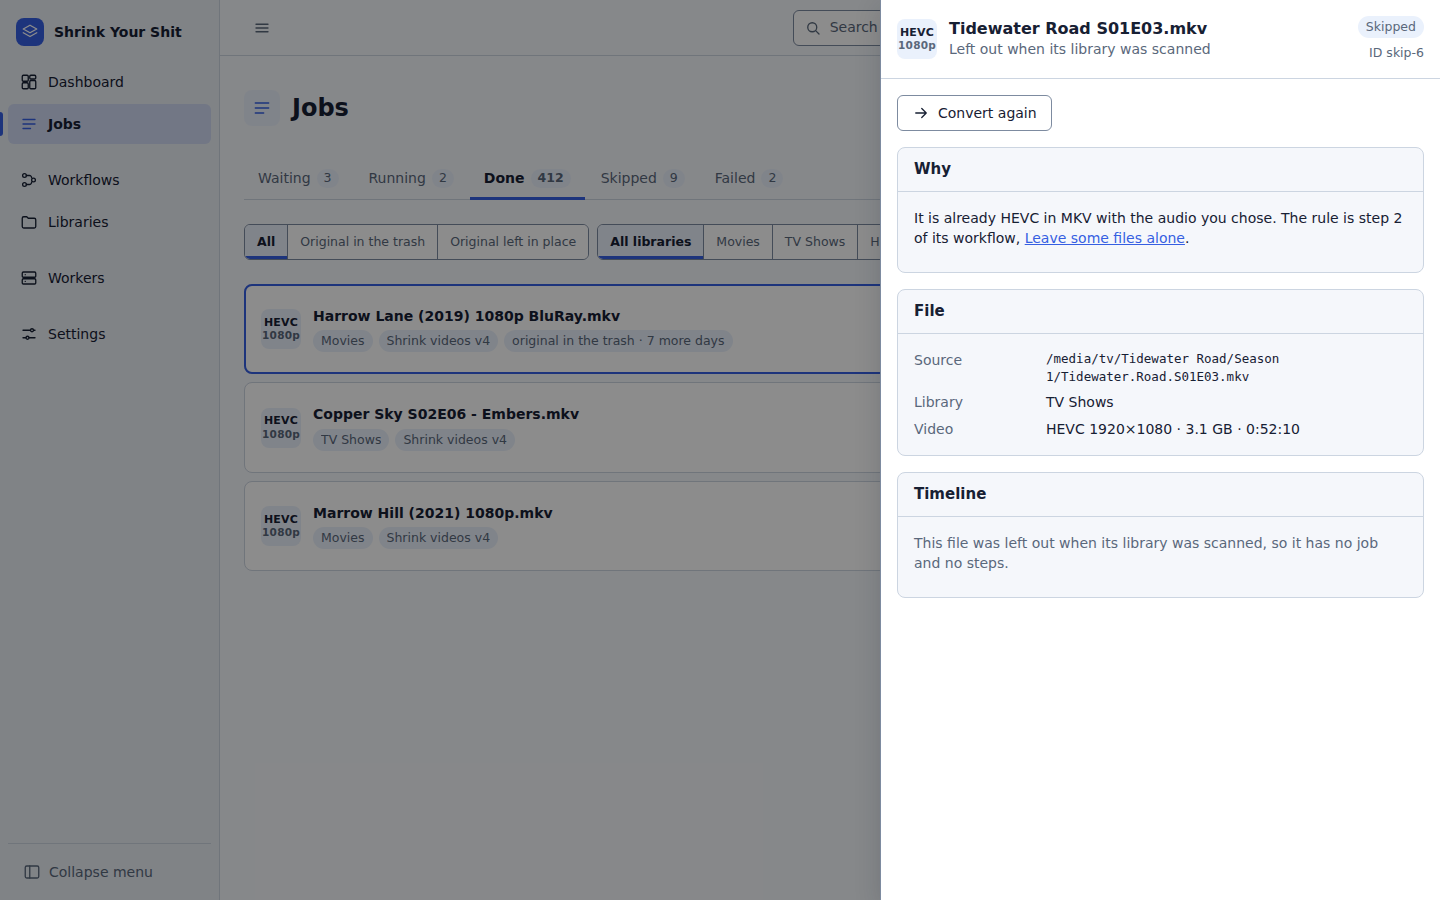 Shrink Your Shit
Dashboard
Jobs
Workflows
Libraries
Workers
Settings
Collapse menu
Search
Jobs
Waiting 3
Running 2
Done 412
Skipped 9
Failed 2
All
Original in the trash
Original left in place
All libraries
Movies
TV Shows
H
HEVC
1080p
Harrow Lane (2019) 1080p BluRay.mkv
Movies
Shrink videos v4
original in the trash · 7 more days
HEVC
1080p
Copper Sky S02E06 - Embers.mkv
TV Shows
Shrink videos v4
HEVC
1080p
Marrow Hill (2021) 1080p.mkv
Movies
Shrink videos v4
HEVC
1080p
Tidewater Road S01E03.mkv
Left out when its library was scanned
Skipped
ID skip-6
Convert again
Why
It is already HEVC in MKV with the audio you chose. The rule is step 2
of its workflow, Leave some files alone.
File
Source
/media/tv/Tidewater Road/Season
1/Tidewater.Road.S01E03.mkv
Library
TV Shows
Video
HEVC 1920×1080 · 3.1 GB · 0:52:10
Timeline
This file was left out when its library was scanned, so it has no job
and no steps.